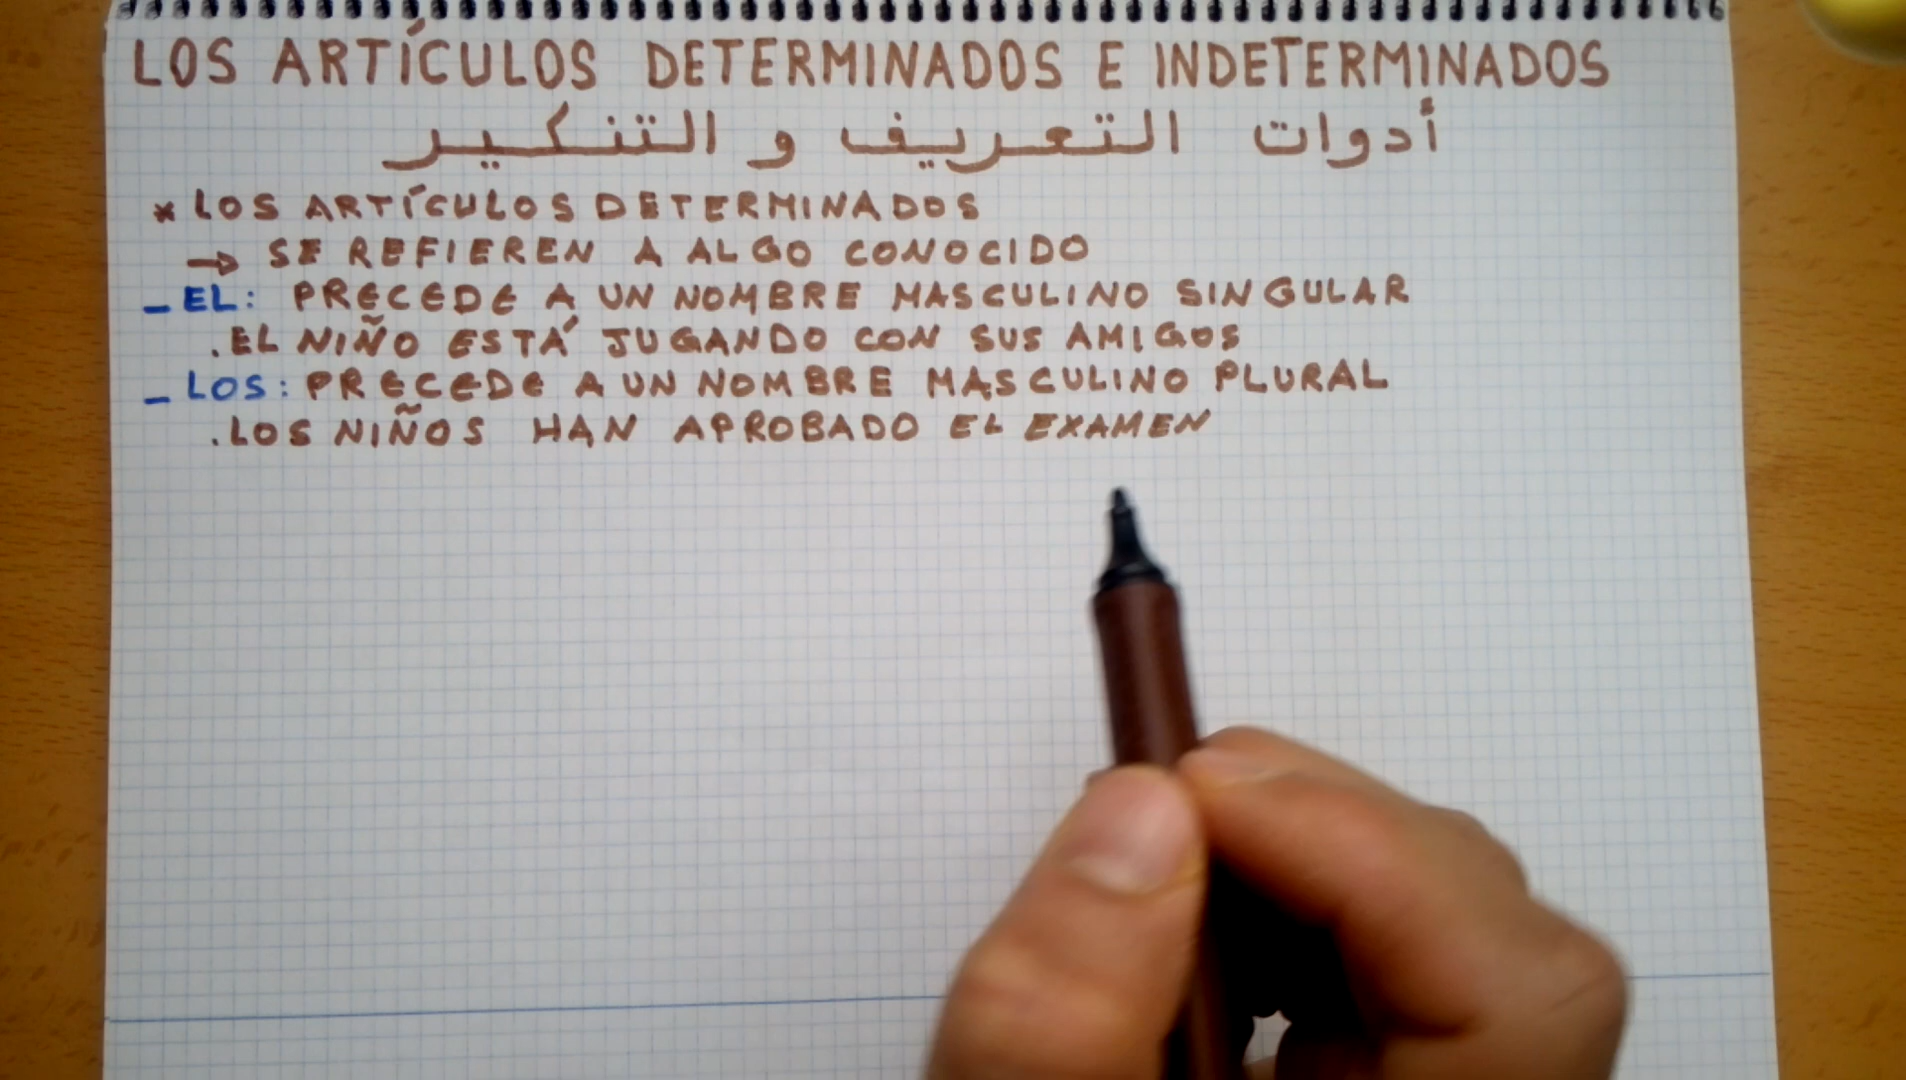 LOS ARTÍCULOS DETERMINADOS E INDETERMINADOS
أدوات التعريف و التنكير
* LOS ARTÍCULOS DETERMINADOS
→ SE REFIEREN A ALGO CONOCIDO
_ EL: PRECEDE A UN NOMBRE MASCULINO SINGULAR
. EL NIÑO ESTÁ JUGANDO CON SUS AMIGOS
_ LOS: PRECEDE A UN NOMBRE MASCULINO PLURAL
. LOS NIÑOS HAN APROBADO EL EXAMEN